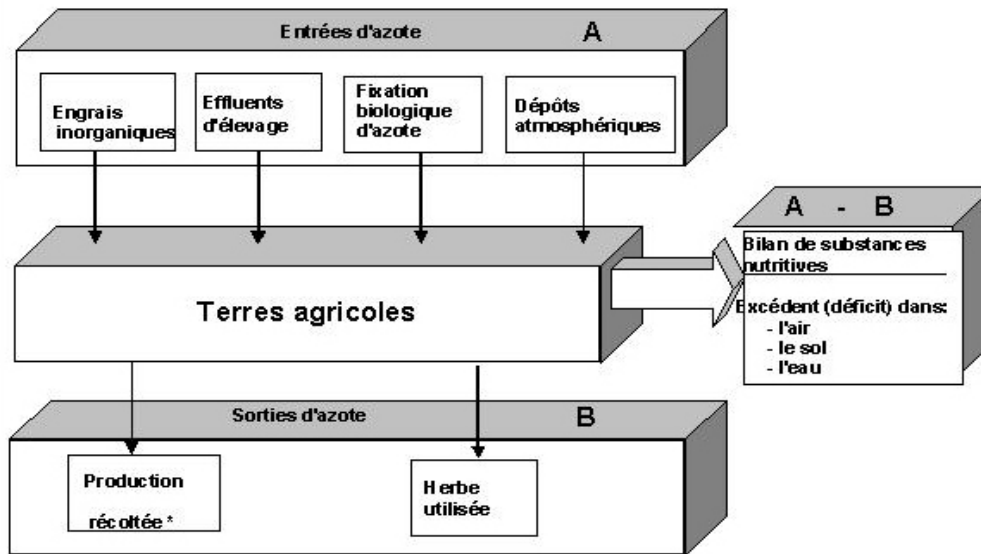 Entrées d'azote A
Engrais
inorganiques
Effluents
d'élevage
Fixation
biologique
d'azote
Dépôts
atmosphériques
A - B
Bilan de substances
nutritives
Excédent (déficit) dans:
- l'air
- le sol
- l'eau
Terres agricoles
Sorties d'azote B
Production
récoltée *
Herbe
utilisée